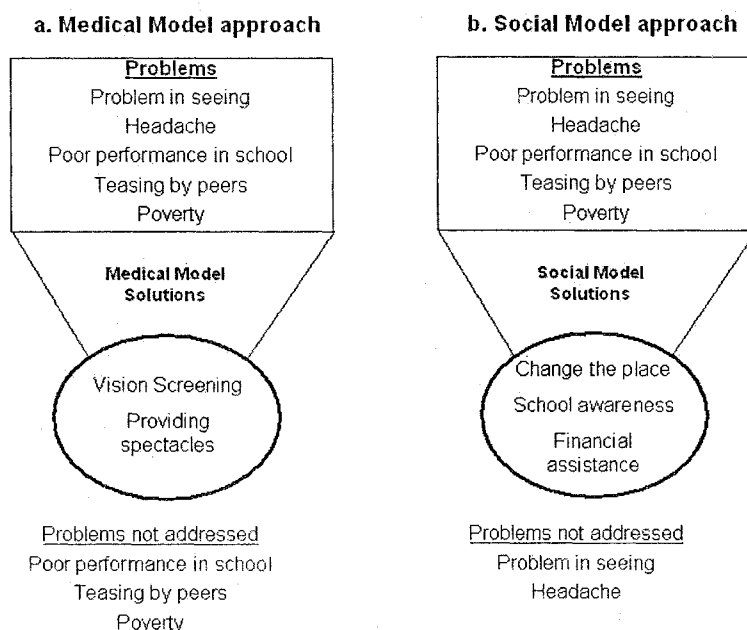 a. Medical Model approach
Problems
Problem in seeing
Headache
Poor performance in school
Teasing by peers
Poverty
Medical Model
Solutions
Vision Screening
Providing
spectacles
Problems not addressed
Poor performance in school
Teasing by peers
Poverty
b. Social Model approach
Problems
Problem in seeing
Headache
Poor performance in school
Teasing by peers
Poverty
Social Model
Solutions
Change the place
School awareness
Financial
assistance
Problems not addressed
Problem in seeing
Headache